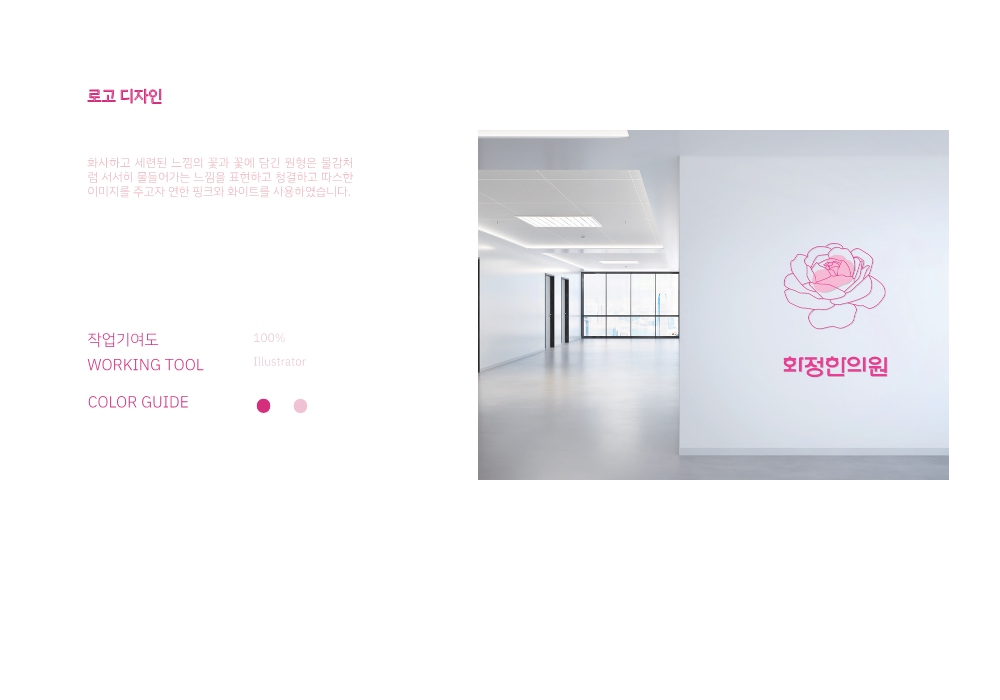 로고 디자인
화사하고 세련된 느낌의 꽃과 꽃에 담긴 원형은 물감처
럼 서서히 물들어가는 느낌을 표현하고 청결하고 따스한
이미지를 주고자 연한 핑크와 화이트를 사용하였습니다.
작업기여도 100%
WORKING TOOL Illustrator
COLOR GUIDE
화정한의원